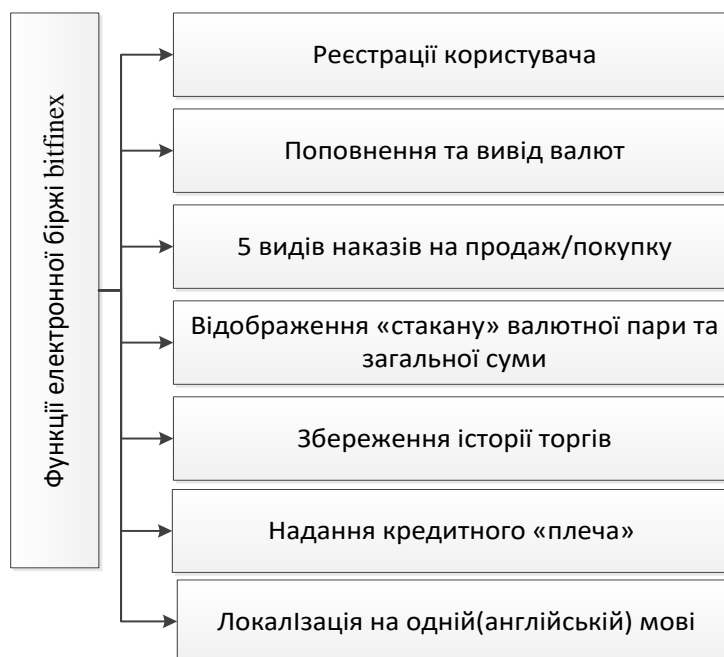 Функції електронної біржі bitfinex
Реєстрації користувача
Поповнення та вивід валют
5 видів наказів на продаж/покупку
Відображення «стакану» валютної пари та
загальної суми
Збереження історії торгів
Надання кредитного «плеча»
ЛокалІзація на одній(англійській) мові